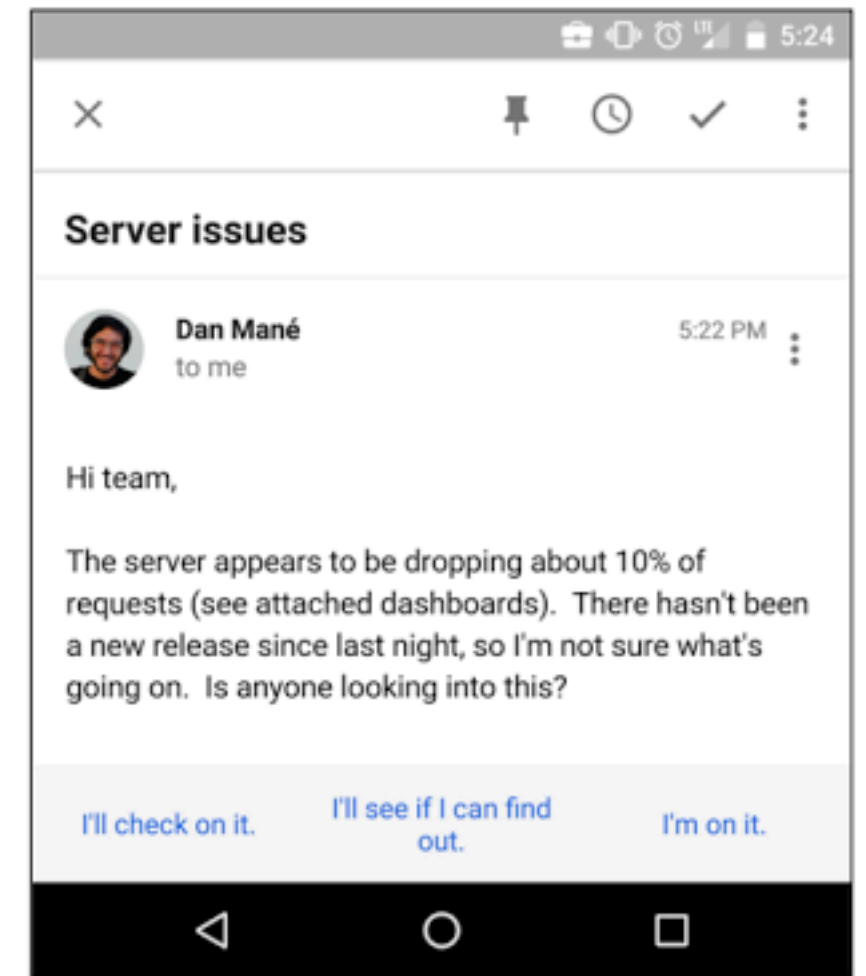 LTE 5:24
Server issues
Dan Mané 5:22 PM
to me
Hi team,
The server appears to be dropping about 10% of
requests (see attached dashboards).  There hasn't been
a new release since last night, so I'm not sure what's
going on.  Is anyone looking into this?
I'll check on it.
I'll see if I can find
out.
I'm on it.